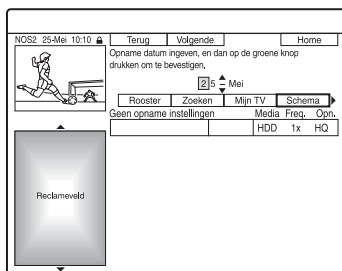 NOS2 25-Mei 10:10
Terug Volgende Home
Opname datum ingeven, en dan op de groene knop
drukken om te bevestigen.
25 Mei
Rooster Zoeken Mijn TV Schema
Geen opname instellingen Media Freq. Opn.
HDD 1x HQ
Reclameveld